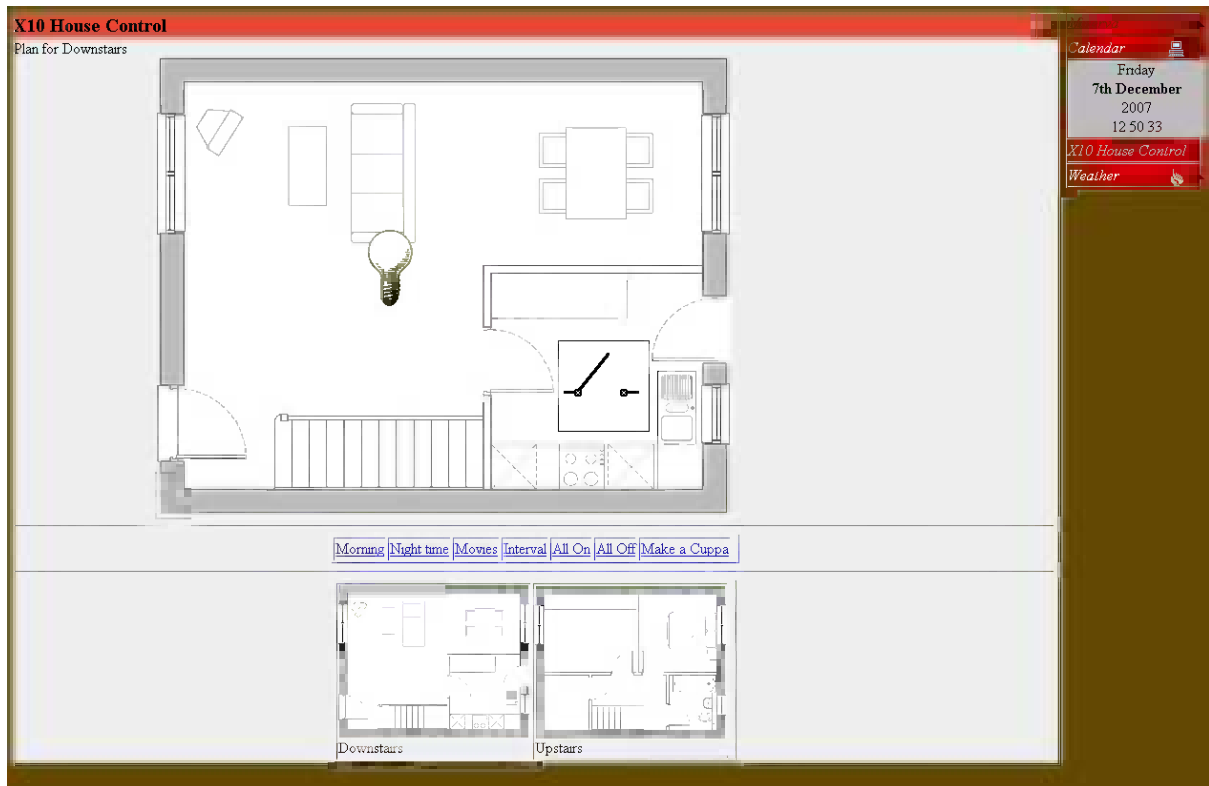 X10 House Control
Plan for Downstairs
Calendar
Friday
7th December
2007
12 50 33
X10 House Control
Weather
Morning Night time Movies Interval All On All Off Make a Cuppa
Downstairs
Upstairs